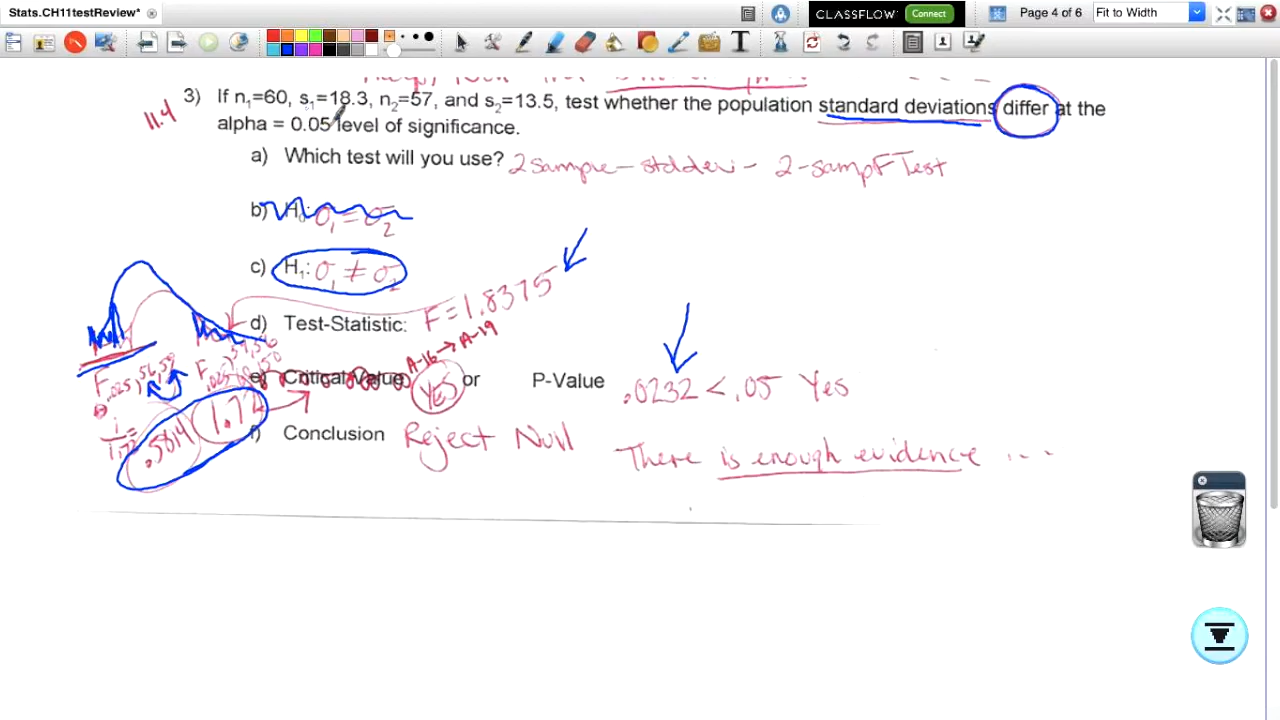 Stats.CH11testReview*
CLASSFLOW Connect
Page 4 of 6
Fit to Width
11.4
3) If n1=60, s1=18.3, n2=57, and s2=13.5, test whether the population standard deviations differ at the
alpha = 0.05 level of significance.
a) Which test will you use? 2 sample – std dev – 2-samp F Test
b) H0: σ1 = σ2
c) H1: σ1 ≠ σ2
d) Test-Statistic: F = 1.8375
A-16 → A-19
e) Critical Value YES or P-Value .0232 < .05 Yes
1.72
1/1.72 = .5814
f) Conclusion Reject Null
There is enough evidence ...